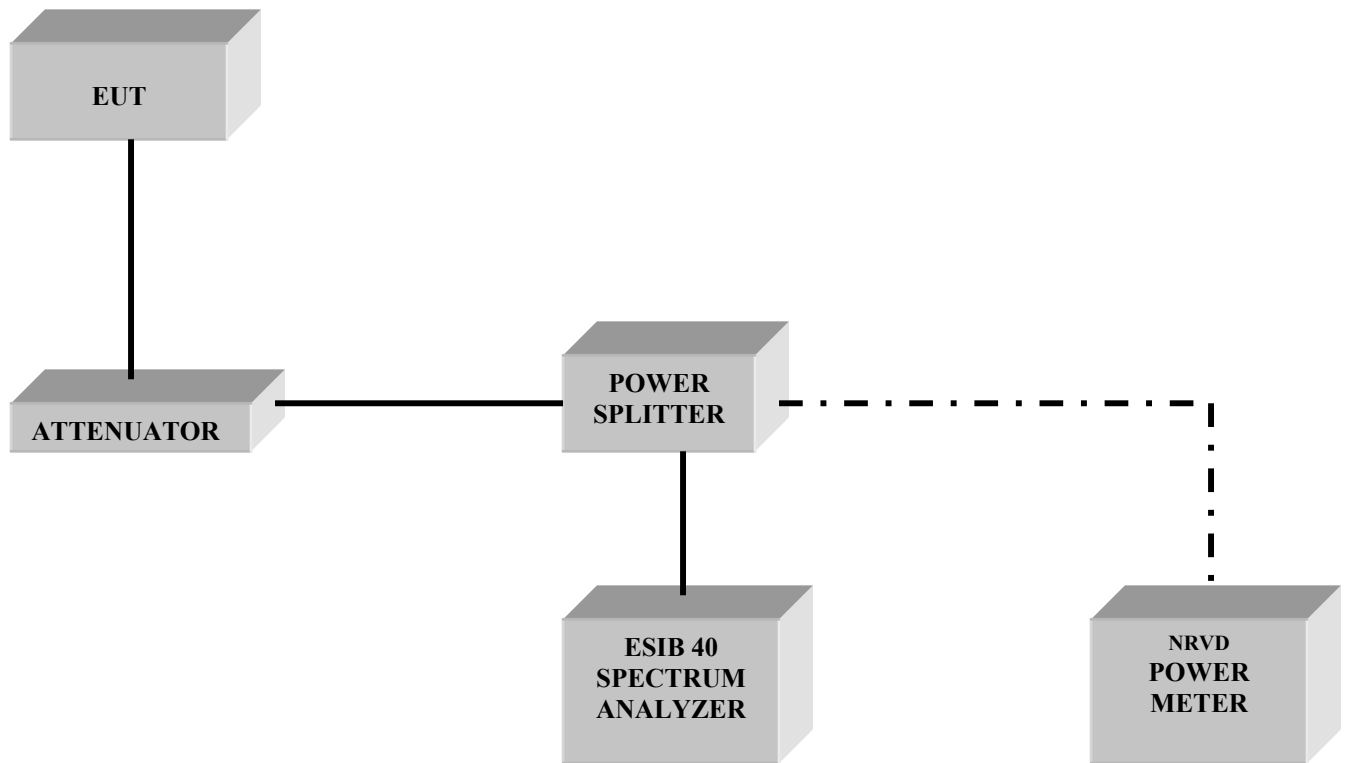 EUT
ATTENUATOR
POWER
SPLITTER
ESIB 40
SPECTRUM
ANALYZER
NRVD
POWER
METER